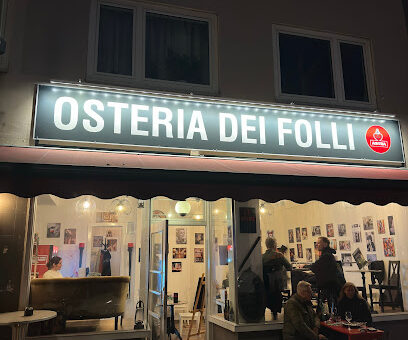 OSTERIA DEI FOLLI